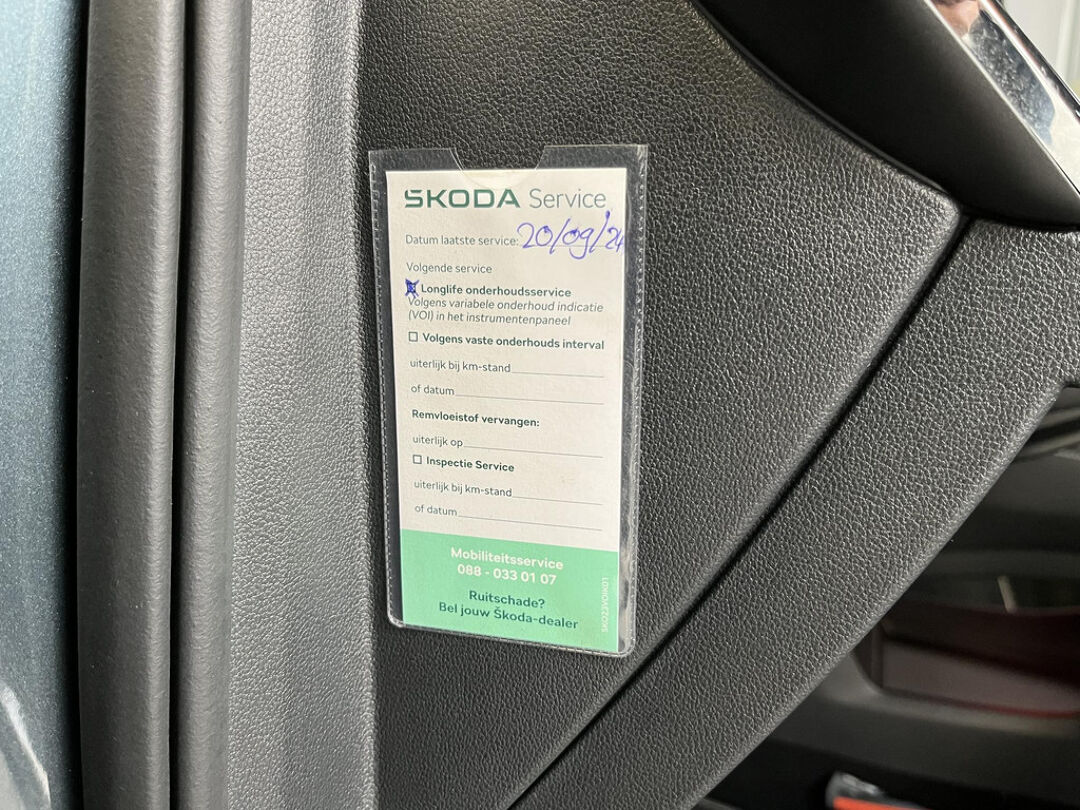 ŠKODA Service
Datum laatste service: 20/09/24
Volgende service
Longlife onderhoudsservice
Volgens variabele onderhoud indicatie
(VOI) in het instrumentenpaneel
Volgens vaste onderhouds interval
uiterlijk bij km-stand
of datum
Remvloeistof vervangen:
uiterlijk op
Inspectie Service
uiterlijk bij km-stand
of datum
Mobiliteitsservice
088 - 033 01 07
Ruitschade?
Bel jouw Škoda-dealer